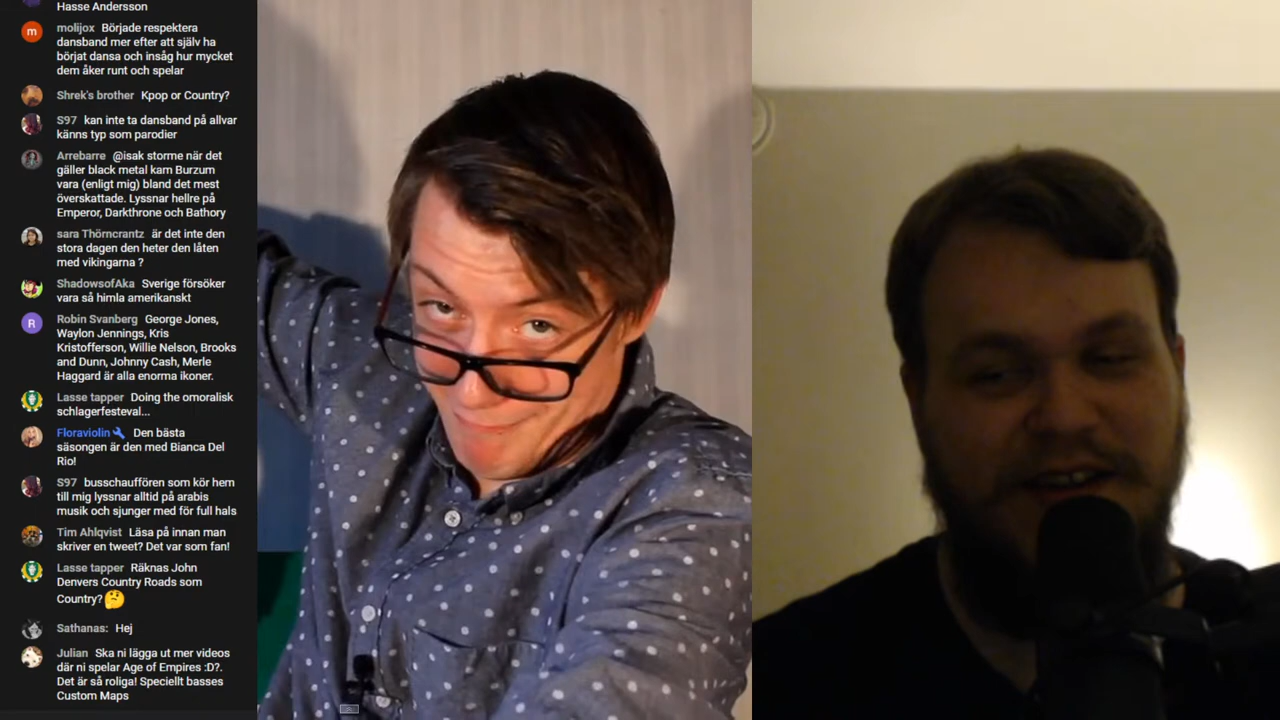 Hasse Andersson
molijox Började respektera
dansband mer efter att själv ha
börjat dansa och insåg hur mycket
dem åker runt och spelar
Shrek's brother Kpop or Country?
S97 kan inte ta dansband på allvar
känns typ som parodier
Arrebarre @isak storme när det
gäller black metal kam Burzum
vara (enligt mig) bland det mest
överskattade. Lyssnar hellre på
Emperor, Darkthrone och Bathory
sara Thörncrantz är det inte den
stora dagen den heter den låten
med vikingarna ?
ShadowsofAka Sverige försöker
vara så himla amerikanskt
R
Robin Svanberg George Jones,
Waylon Jennings, Kris
Kristofferson, Willie Nelson, Brooks
and Dunn, Johnny Cash, Merle
Haggard är alla enorma ikoner.
Lasse tapper Doing the omoralisk
schlagerfesteval...
Floraviolin Den bästa
säsongen är den med Bianca Del
Rio!
S97 busschauffören som kör hem
till mig lyssnar alltid på arabis
musik och sjunger med för full hals
Tim Ahlqvist Läsa på innan man
skriver en tweet? Det var som fan!
Lasse tapper Räknas John
Denvers Country Roads som
Country?🤔
Sathanas: Hej
Julian Ska ni lägga ut mer videos
där ni spelar Age of Empires :D?.
Det är så roliga! Speciellt basses
Custom Maps